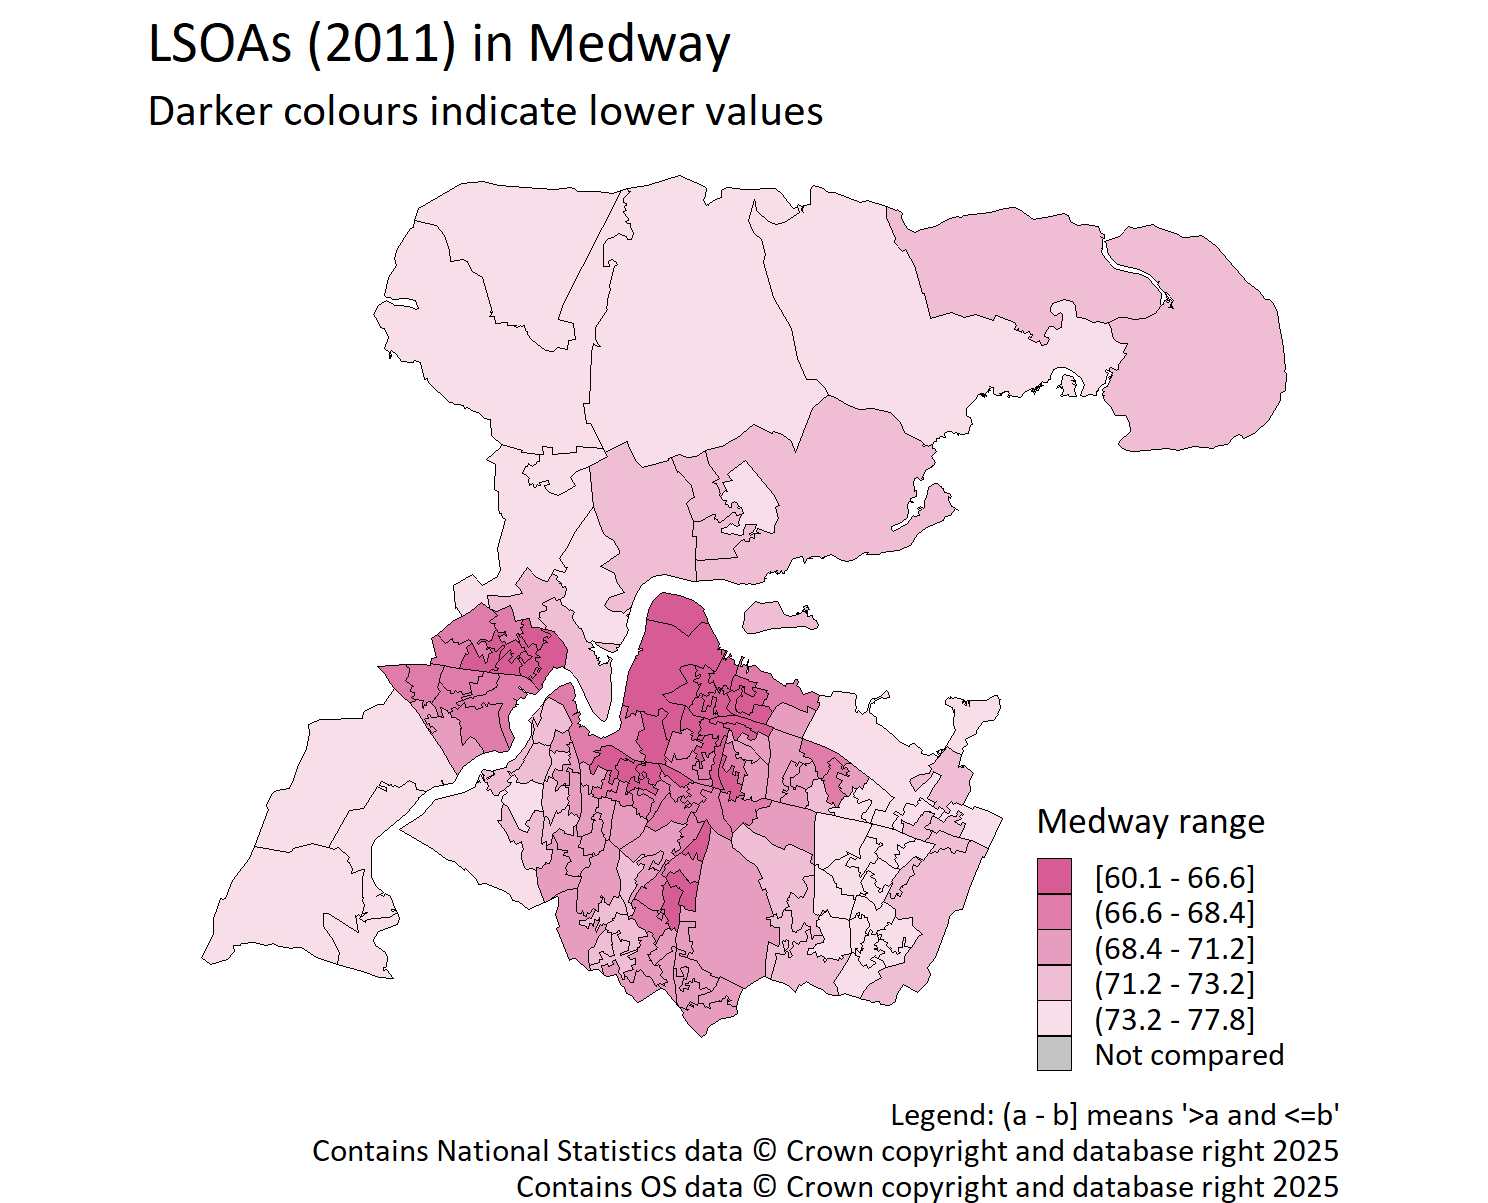 LSOAs (2011) in Medway
Darker colours indicate lower values
Medway range
[60.1 - 66.6]
(66.6 - 68.4]
(68.4 - 71.2]
(71.2 - 73.2]
(73.2 - 77.8]
Not compared
Legend: (a - b] means '>a and <=b'
Contains National Statistics data © Crown copyright and database right 2025
Contains OS data © Crown copyright and database right 2025